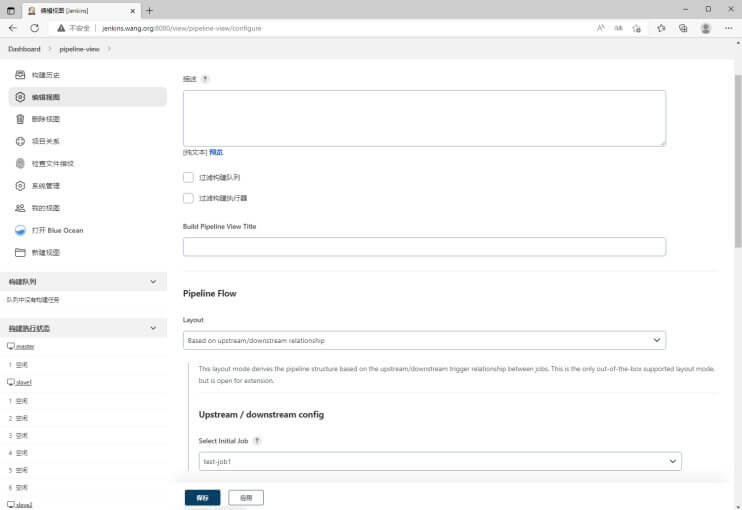 编辑视图 [Jenkins]
不安全 | jenkins.wang.org:8080/view/pipeline-view/configure
Dashboard > pipeline-view >
构建历史
编辑视图
删除视图
项目关系
检查文件指纹
系统管理
我的视图
打开 Blue Ocean
新建视图
构建队列
队列中没有构建任务
构建执行状态
master
1 空闲
slave1
1 空闲
2 空闲
3 空闲
4 空闲
5 空闲
6 空闲
slave2
描述 ?
[纯文本] 预览
过滤构建队列
过滤构建执行器
Build Pipeline View Title
Pipeline Flow
Layout
Based on upstream/downstream relationship
This layout mode derives the pipeline structure based on the upstream/downstream trigger relationship between jobs. This is the only out-of-the-box supported layout mode,
but is open for extension.
Upstream / downstream config
Select Initial Job ?
test-job1
保存 应用